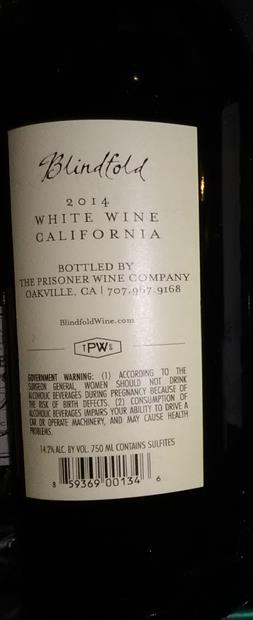 Blindfold
2014
WHITE WINE
CALIFORNIA
BOTTLED BY
THE PRISONER WINE COMPANY
OAKVILLE, CA | 707.967.9168
BlindfoldWine.com
TPWS
GOVERNMENT WARNING: (1) ACCORDING TO THE
SURGEON GENERAL, WOMEN SHOULD NOT DRINK
ALCOHOLIC BEVERAGES DURING PREGNANCY BECAUSE OF
THE RISK OF BIRTH DEFECTS. (2) CONSUMPTION OF
ALCOHOLIC BEVERAGES IMPAIRS YOUR ABILITY TO DRIVE A
CAR OR OPERATE MACHINERY, AND MAY CAUSE HEALTH
PROBLEMS.
14.2% ALC. BY VOL. 750 ML CONTAINS SULFITES
8 59369 00134 6